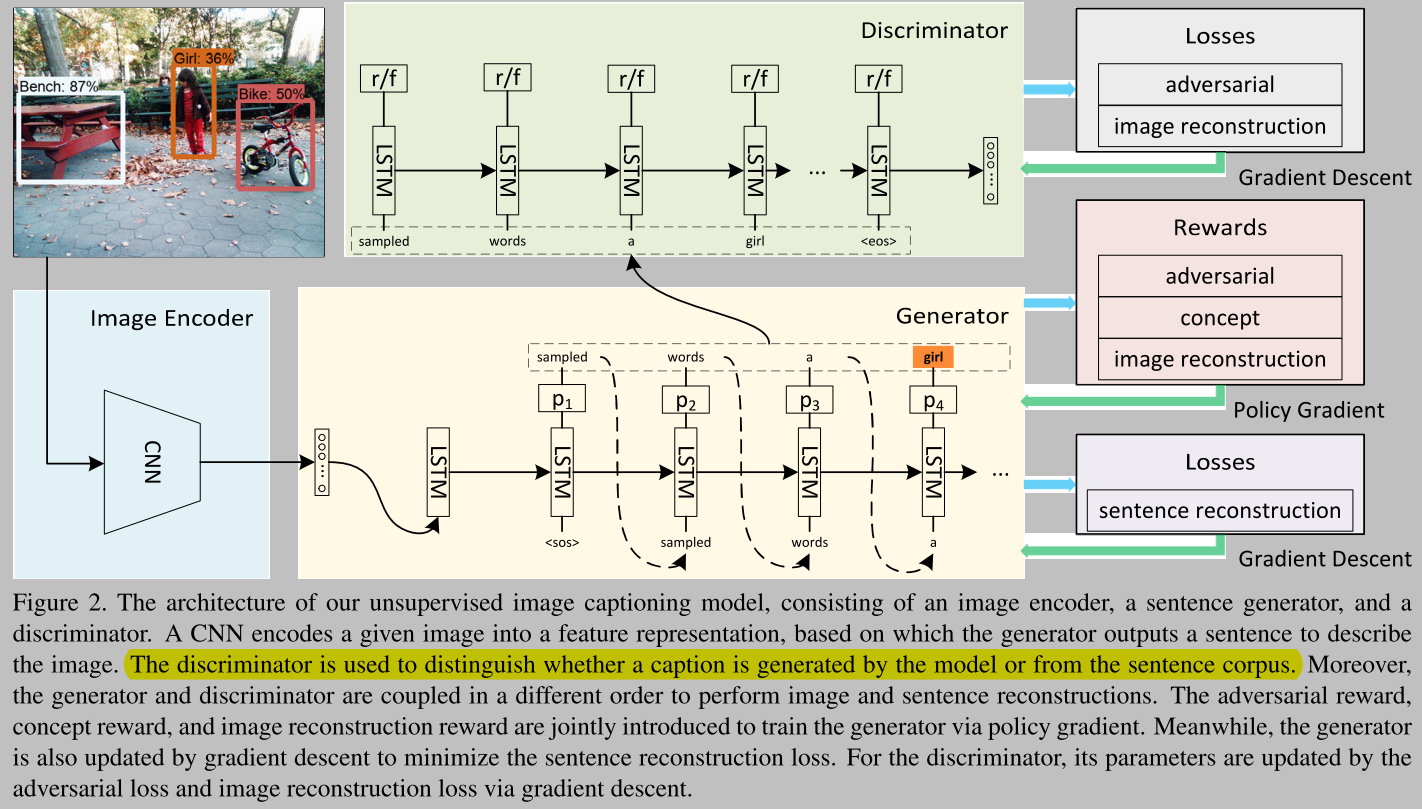 Bench: 87%
Girl: 36%
Bike: 50%
Discriminator
r/f r/f r/f r/f r/f
LSTM LSTM LSTM LSTM ... LSTM
sampled words a girl <eos>
Losses
adversarial
image reconstruction
Gradient Descent
Rewards
adversarial
concept
image reconstruction
Policy Gradient
Losses
sentence reconstruction
Gradient Descent
Image Encoder
CNN
Generator
sampled words a girl
p1 p2 p3 p4
LSTM LSTM LSTM LSTM LSTM ...
<sos> sampled words a
Figure 2. The architecture of our unsupervised image captioning model, consisting of an image encoder, a sentence generator, and a
discriminator. A CNN encodes a given image into a feature representation, based on which the generator outputs a sentence to describe
the image. The discriminator is used to distinguish whether a caption is generated by the model or from the sentence corpus. Moreover,
the generator and discriminator are coupled in a different order to perform image and sentence reconstructions. The adversarial reward,
concept reward, and image reconstruction reward are jointly introduced to train the generator via policy gradient. Meanwhile, the generator
is also updated by gradient descent to minimize the sentence reconstruction loss. For the discriminator, its parameters are updated by the
adversarial loss and image reconstruction loss via gradient descent.